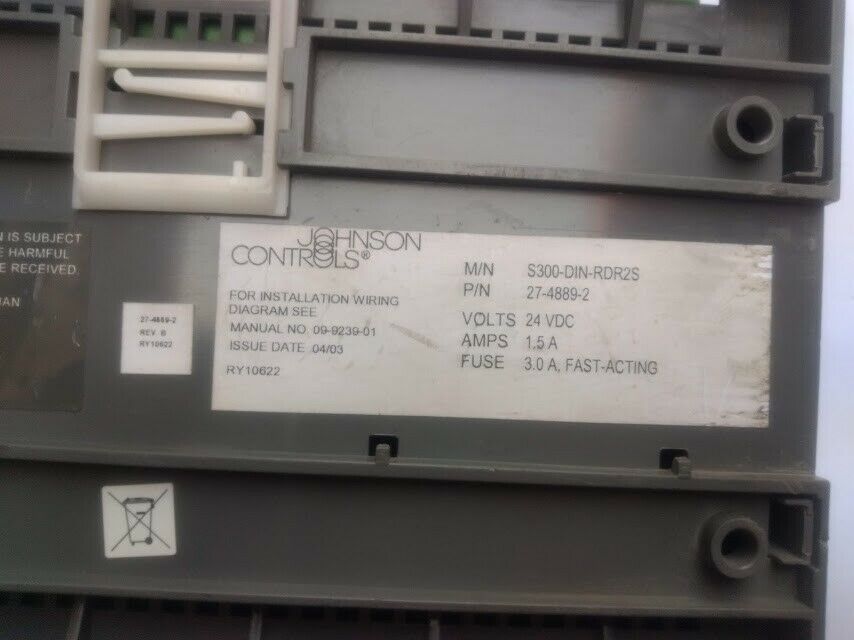 N IS SUBJECT
E HARMFUL
E RECEIVED.
IAN
27-4889-2
REV. B
RY10622
JOHNSON
CONTROLS®
FOR INSTALLATION WIRING
DIAGRAM SEE
MANUAL NO. 09-9239-01
ISSUE DATE 04/03
RY10622
M/N S300-DIN-RDR2S
P/N 27-4889-2
VOLTS 24 VDC
AMPS 1.5 A
FUSE 3.0 A, FAST-ACTING